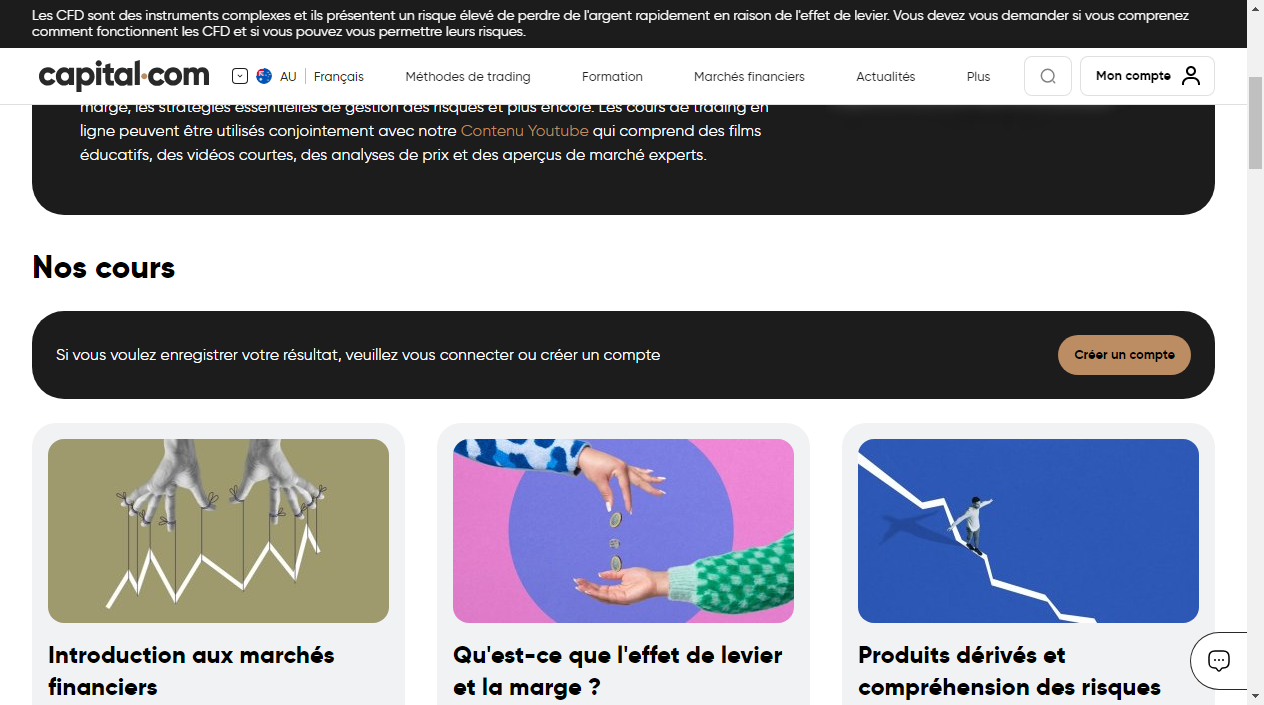 Les CFD sont des instruments complexes et ils présentent un risque élevé de perdre de l'argent rapidement en raison de l'effet de levier. Vous devez vous demander si vous comprenez
comment fonctionnent les CFD et si vous pouvez vous permettre leurs risques.
capital.com
AU
Français
Méthodes de trading
Formation
Marchés financiers
Actualités
Plus
Mon compte
marge, les stratégies essentielles de gestion des risques et plus encore. Les cours de trading en
ligne peuvent être utilisés conjointement avec notre Contenu Youtube qui comprend des films
éducatifs, des vidéos courtes, des analyses de prix et des aperçus de marché experts.
Nos cours
Si vous voulez enregistrer votre résultat, veuillez vous connecter ou créer un compte
Créer un compte
Introduction aux marchés
financiers
Qu'est-ce que l'effet de levier
et la marge ?
Produits dérivés et
compréhension des risques